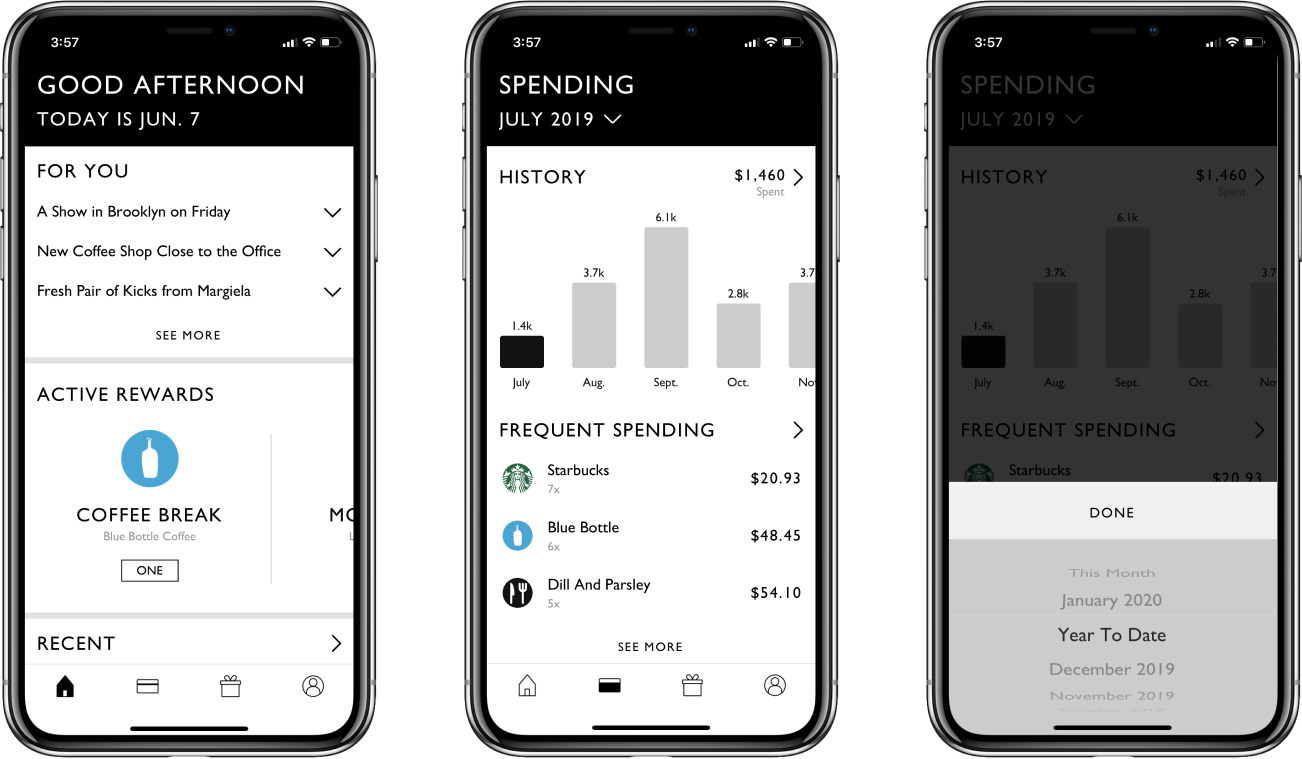 3:57
GOOD AFTERNOON
TODAY IS JUN. 7
FOR YOU
A Show in Brooklyn on Friday
New Coffee Shop Close to the Office
Fresh Pair of Kicks from Margiela
SEE MORE
ACTIVE REWARDS
COFFEE BREAK
MO
Blue Bottle Coffee
L
ONE
RECENT
3:57
SPENDING
JULY 2019
HISTORY
$1,460
Spent
6.1k
3.7k
3.7
2.8k
1.4k
July Aug. Sept. Oct. No
FREQUENT SPENDING
Starbucks
7x
$20.93
Blue Bottle
6x
$48.45
Dill And Parsley
5x
$54.10
SEE MORE
3:57
SPENDING
JULY 2019
HISTORY
$1,460
Spent
6.1k
3.7k
3.7
2.8k
1.4k
July Aug. Sept. Oct. No
FREQUENT SPENDING
Starbucks
$20.93
DONE
This Month
January 2020
Year To Date
December 2019
November 2019